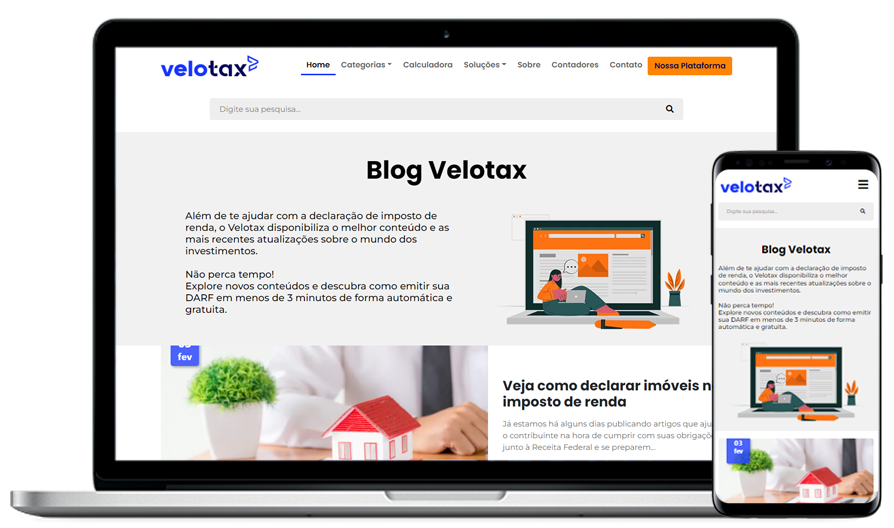 velotax
Home Categorias Calculadora Soluções Sobre Contadores Contato Nossa Plataforma
Digite sua pesquisa...
Blog Velotax
Além de te ajudar com a declaração de imposto de
renda, o Velotax disponibiliza o melhor conteúdo e as
mais recentes atualizações sobre o mundo dos
investimentos.
Não perca tempo!
Explore novos conteúdos e descubra como emitir sua
DARF em menos de 3 minutos de forma automática e
gratuita.
fev
Veja como declarar imóveis n
imposto de renda
Já estamos há alguns dias publicando artigos que aju
o contribuinte na hora de cumprir com suas obrigaçõ
junto à Receita Federal e se preparem...
velotax
Digite sua pesquisa...
Blog Velotax
Além de te ajudar com a declaração de imposto
de renda, o Velotax disponibiliza o melhor
conteúdo e as mais recentes atualizações sobre o
mundo dos investimentos.
Não perca tempo!
Explore novos conteúdos e descubra como emitir
sua DARF em menos de 3 minutos de forma
automática e gratuita.
03
fev